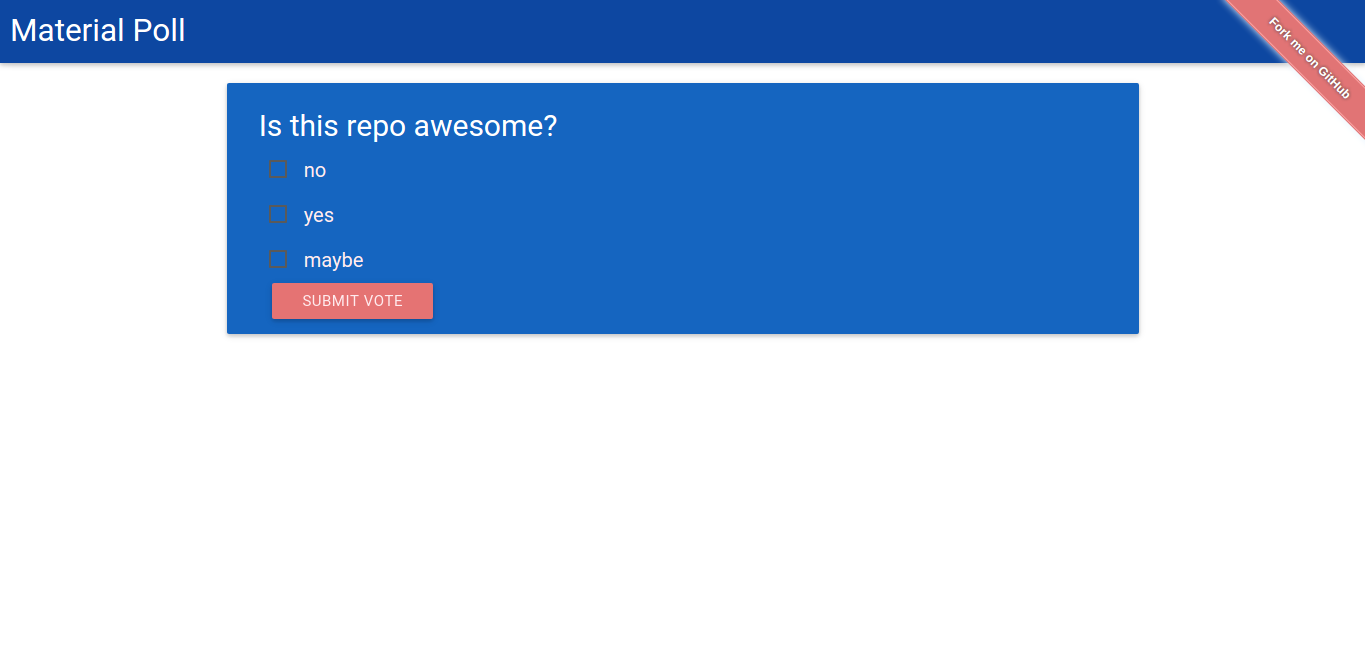 Material Poll
Fork me on GitHub
Is this repo awesome?
no
yes
maybe
SUBMIT VOTE